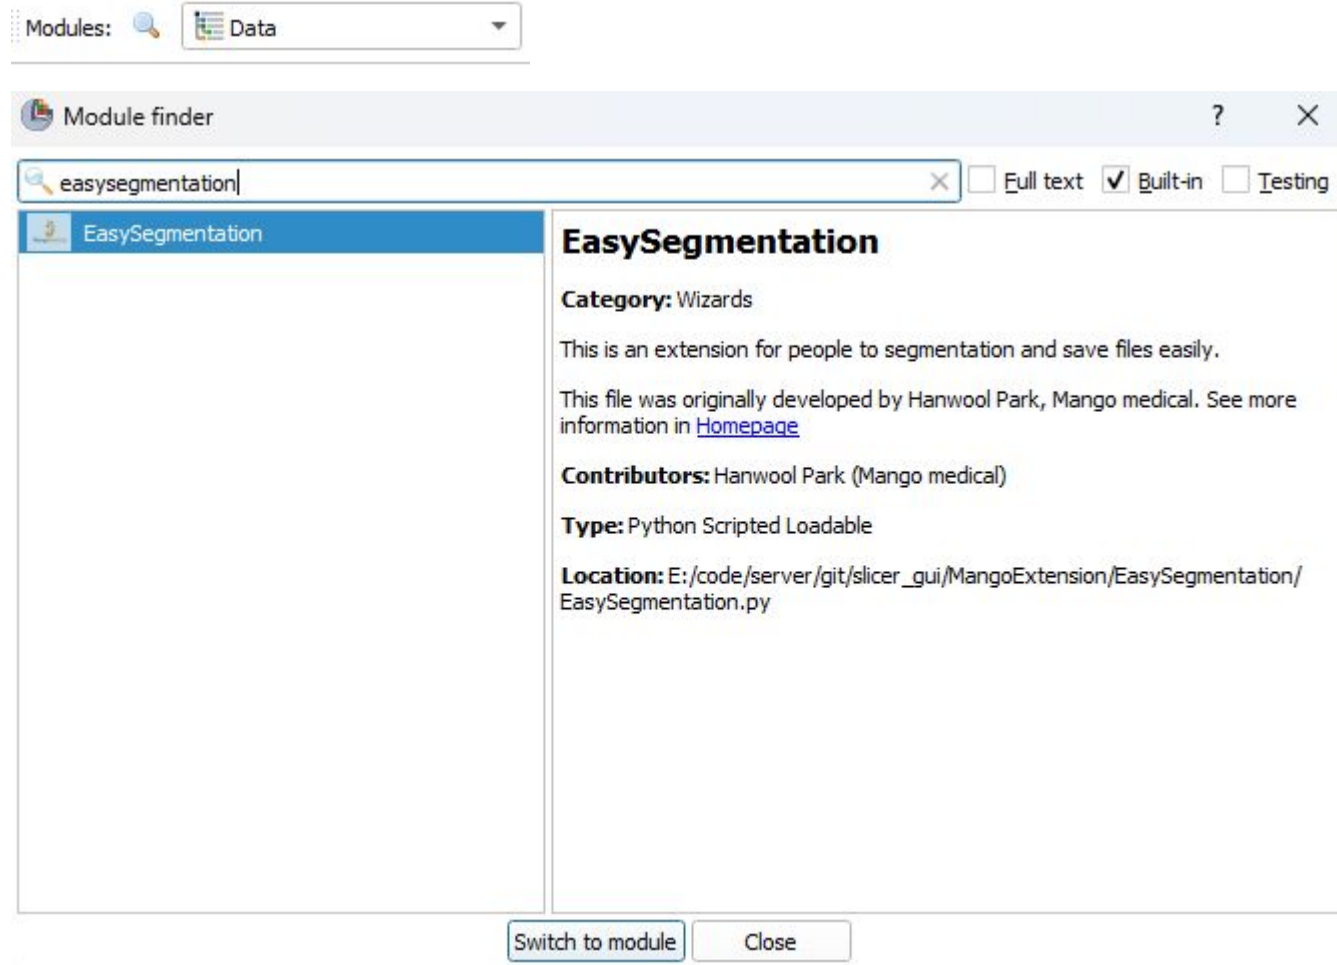 Modules: Data
Module finder
?
easysegmentation
Full text Built-in Testing
EasySegmentation
EasySegmentation
Category: Wizards
This is an extension for people to segmentation and save files easily.
This file was originally developed by Hanwool Park, Mango medical. See more
information in Homepage
Contributors: Hanwool Park (Mango medical)
Type: Python Scripted Loadable
Location: E:/code/server/git/slicer_gui/MangoExtension/EasySegmentation/
EasySegmentation.py
Switch to module Close